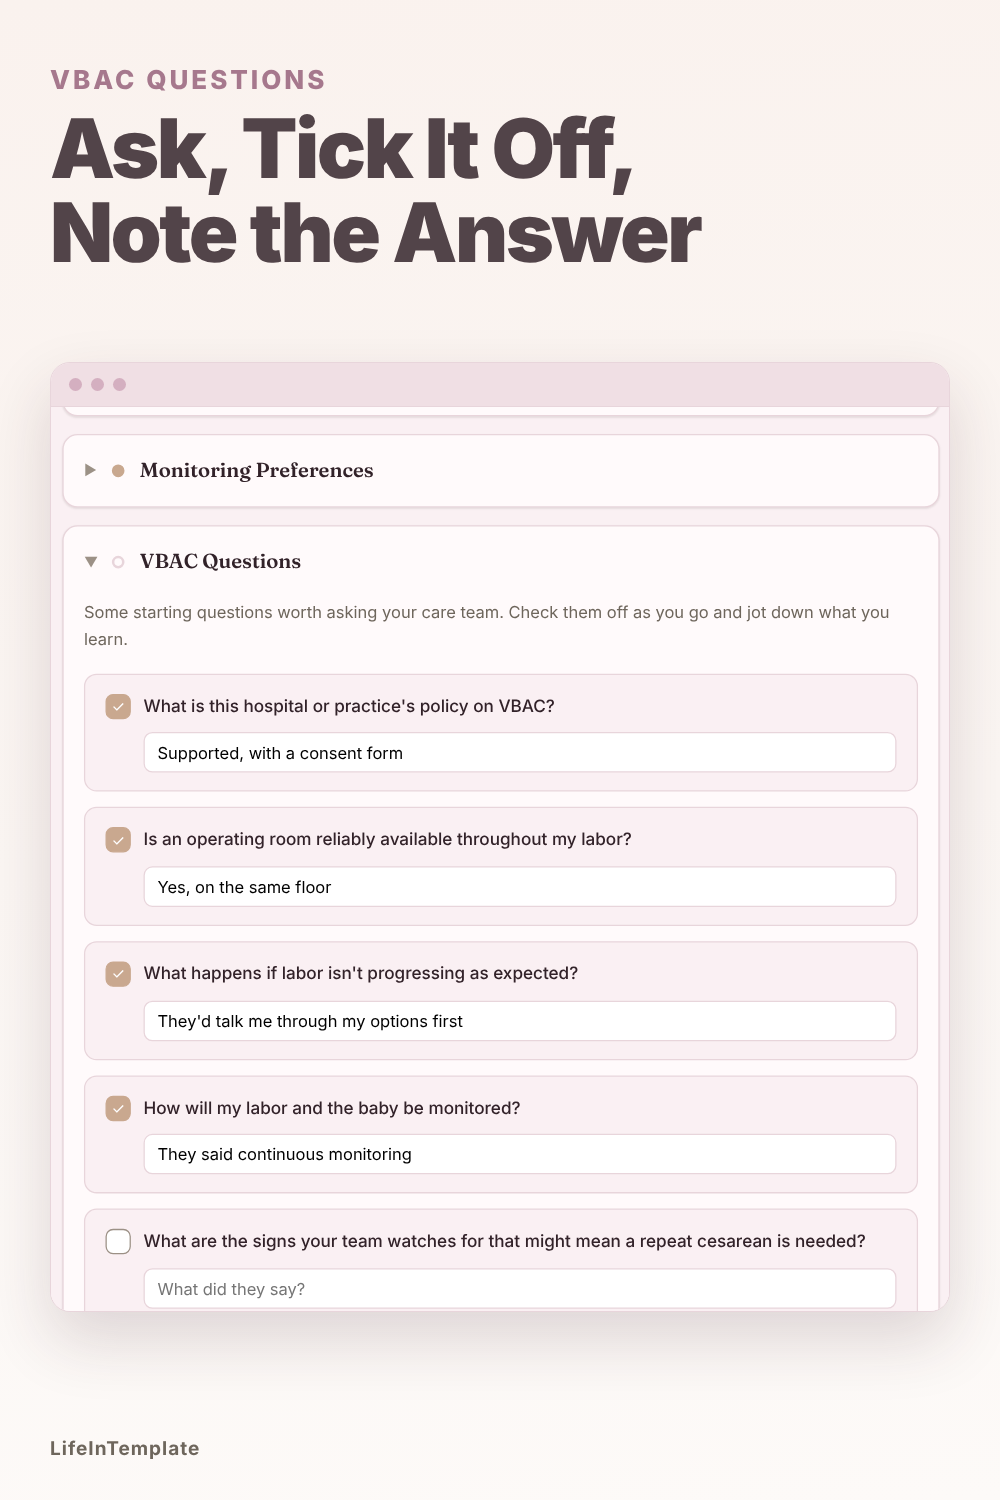 VBAC QUESTIONS
Ask, Tick It Off,
Note the Answer
Monitoring Preferences
VBAC Questions
Some starting questions worth asking your care team. Check them off as you go and jot down what you
learn.
What is this hospital or practice's policy on VBAC?
Supported, with a consent form
Is an operating room reliably available throughout my labor?
Yes, on the same floor
What happens if labor isn't progressing as expected?
They'd talk me through my options first
How will my labor and the baby be monitored?
They said continuous monitoring
What are the signs your team watches for that might mean a repeat cesarean is needed?
What did they say?
LifeInTemplate